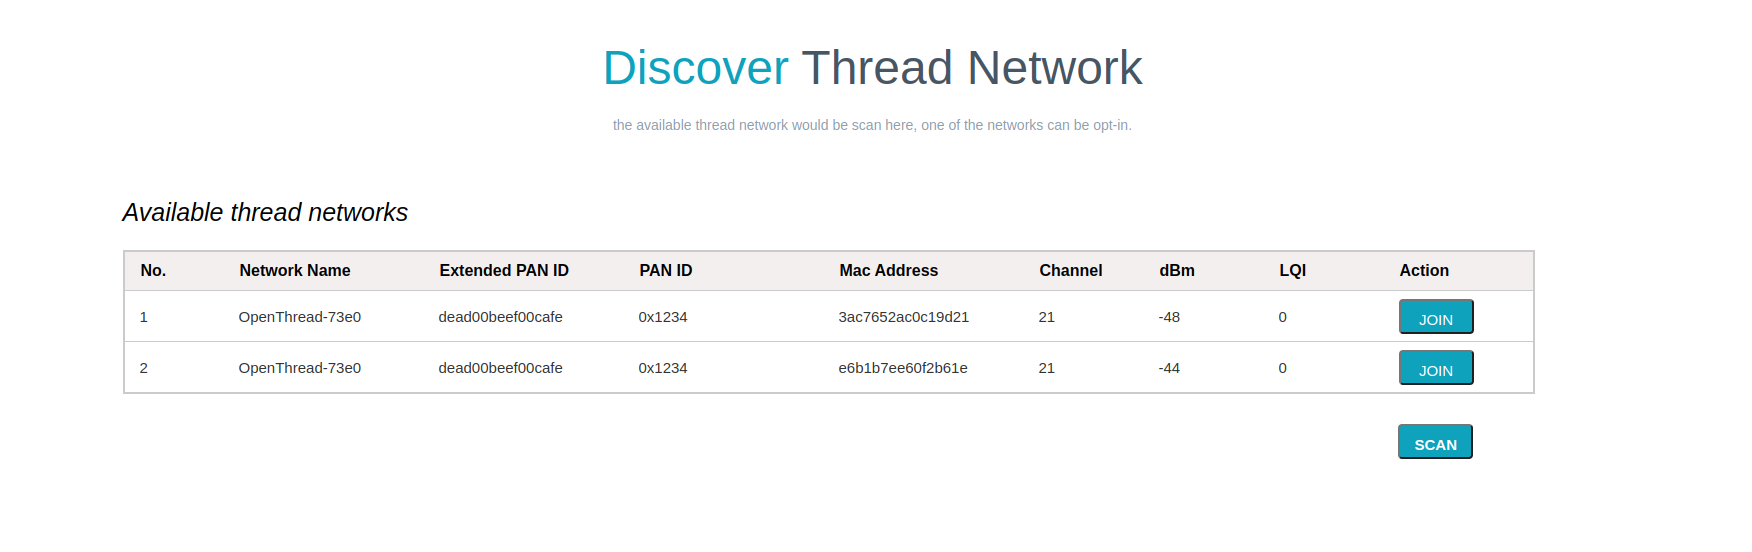 Discover Thread Network
the available thread network would be scan here, one of the networks can be opt-in.
Available thread networks
No. Network Name Extended PAN ID PAN ID Mac Address Channel dBm LQI Action
1 OpenThread-73e0 dead00beef00cafe 0x1234 3ac7652ac0c19d21 21 -48 0 JOIN
2 OpenThread-73e0 dead00beef00cafe 0x1234 e6b1b7ee60f2b61e 21 -44 0 JOIN
SCAN